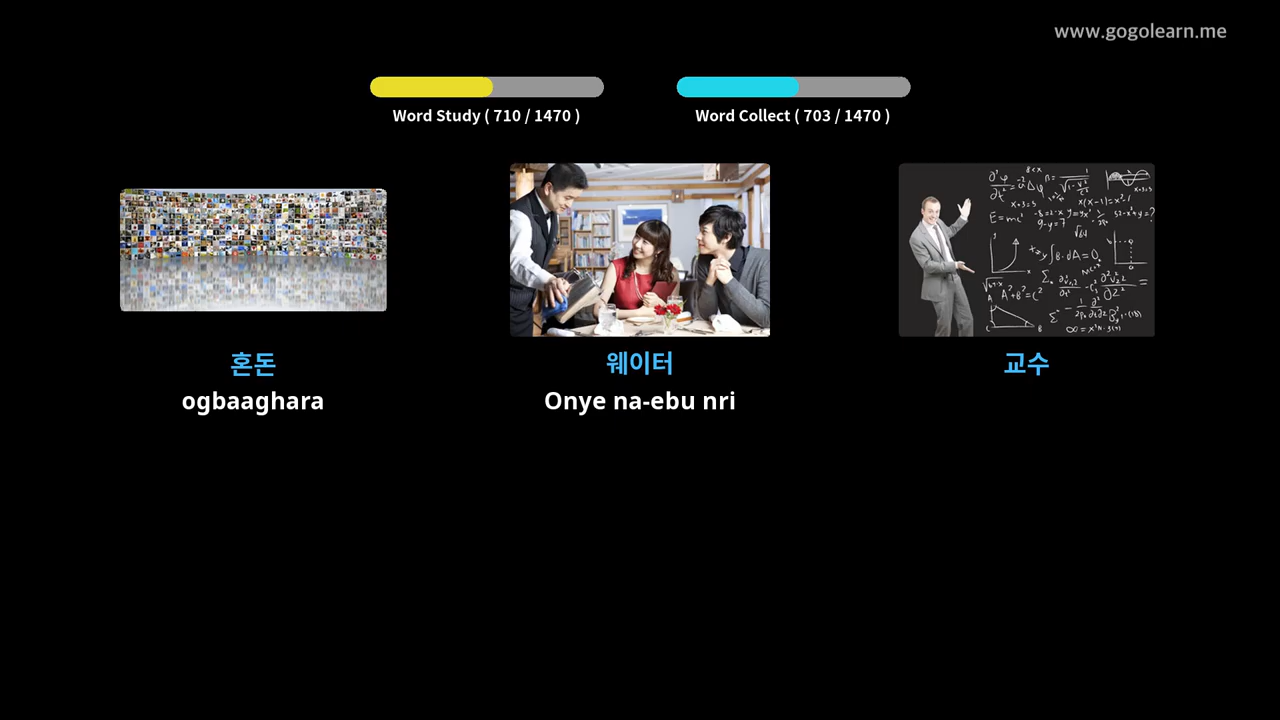 www.gogolearn.me
Word Study ( 710 / 1470 )
Word Collect ( 703 / 1470 )
혼돈
ogbaaghara
웨이터
Onye na-ebu nri
교수